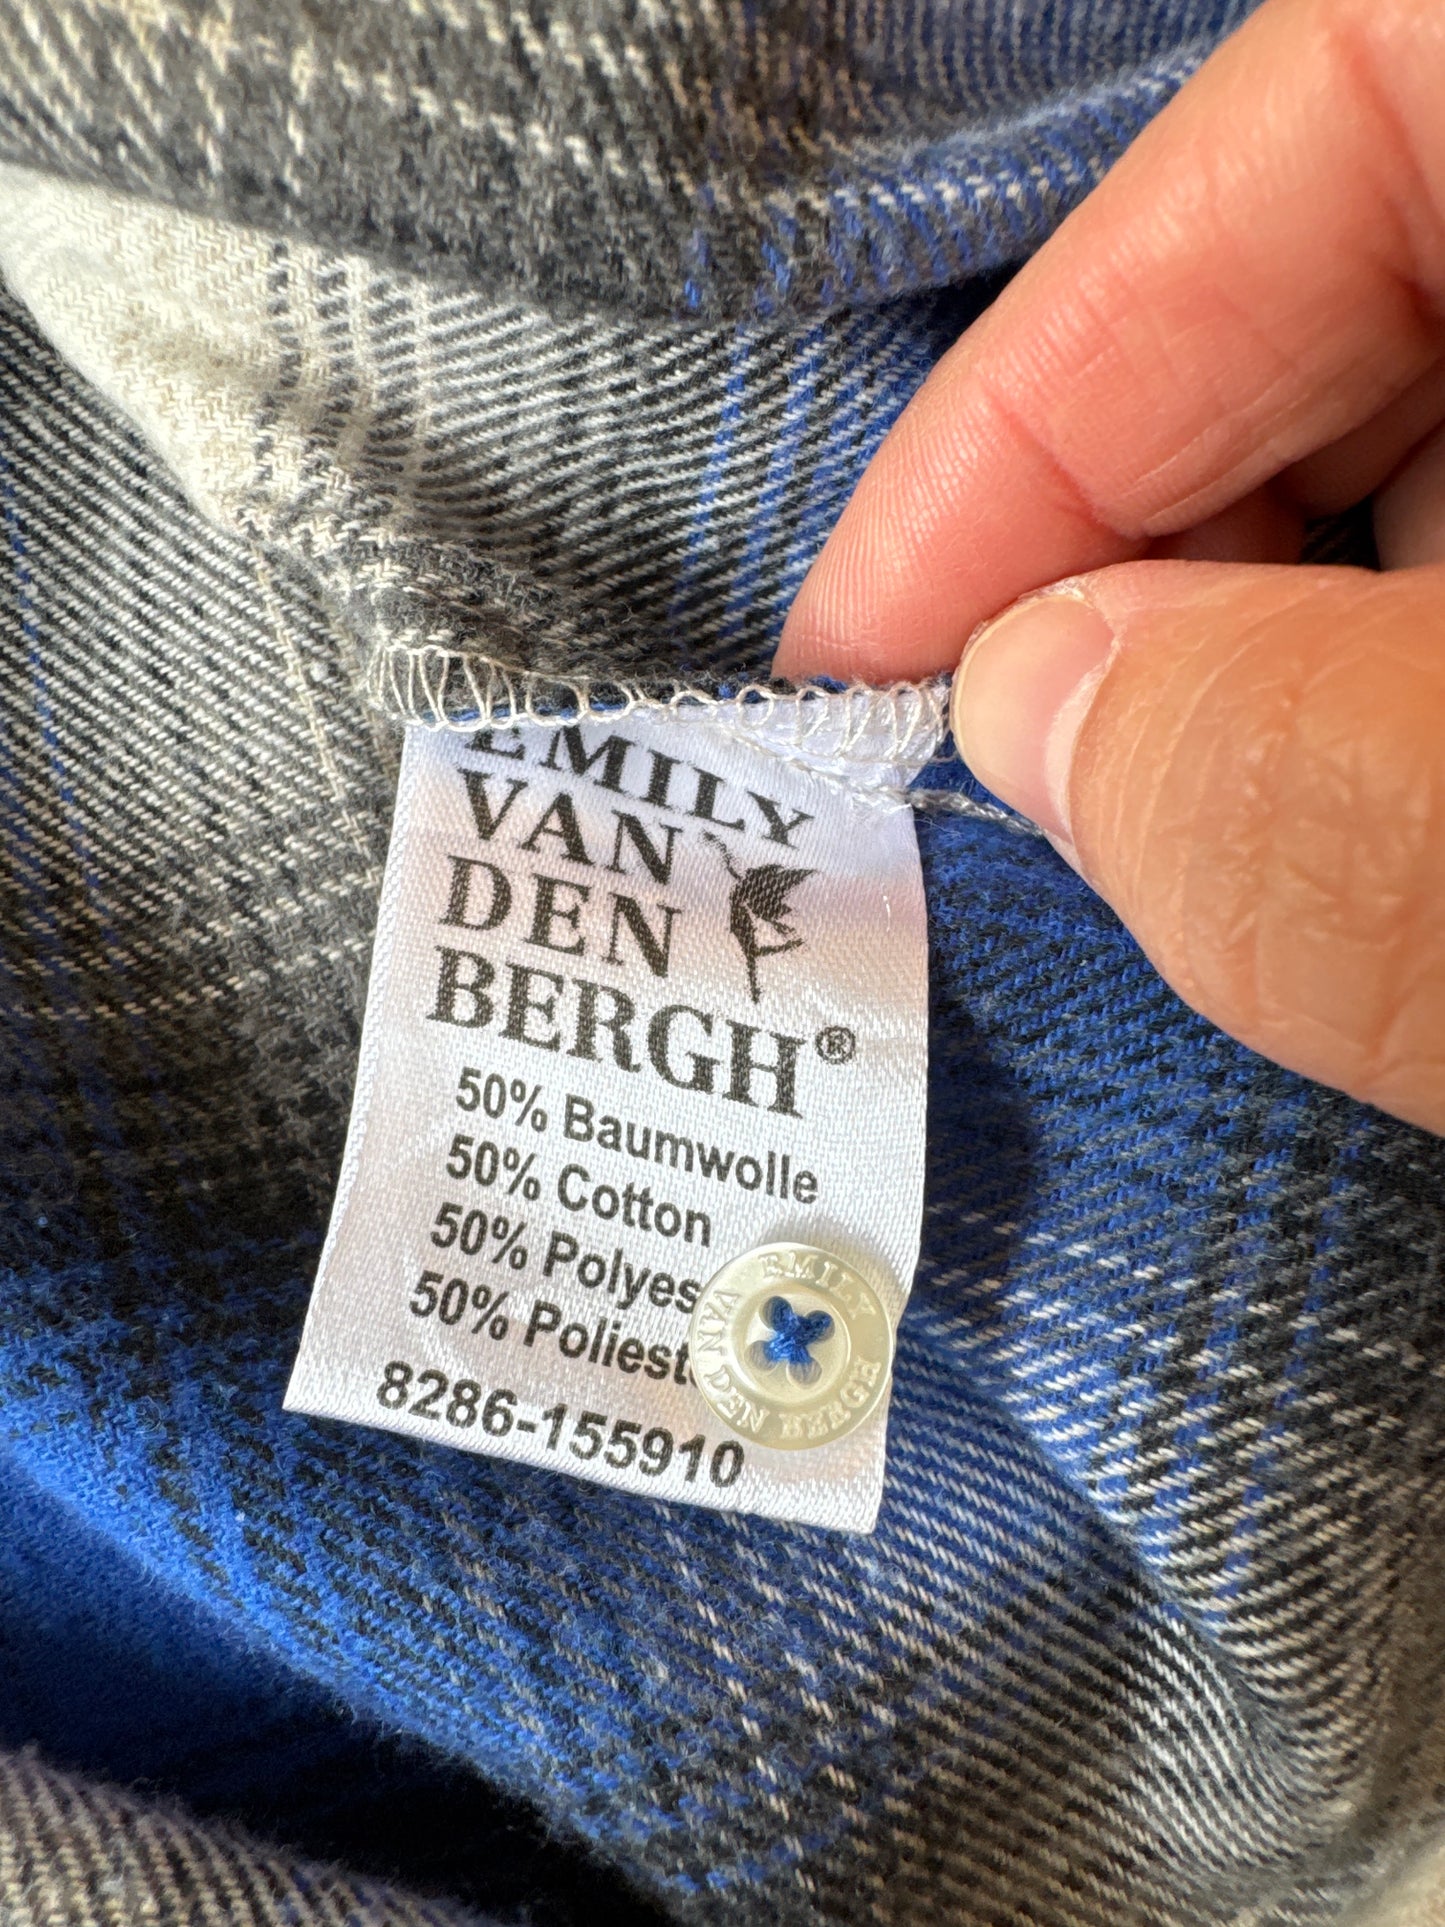 EMILY
VAN
DEN
BERGH®
50% Baumwolle
50% Cotton
50% Polyes
50% Poliest
8286-155910
EMILY VAN DEN BERGH